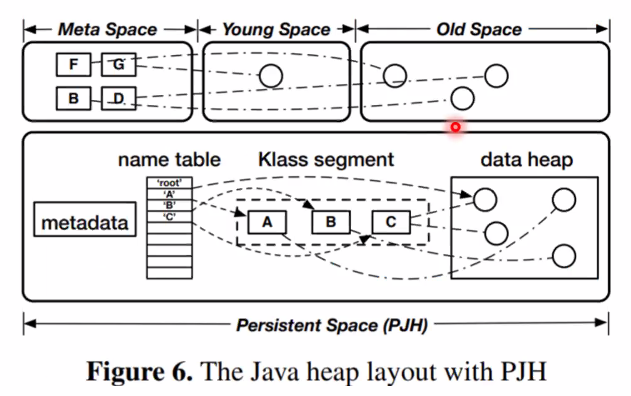 Meta Space Young Space Old Space
F G
B D
name table Klass segment data heap
'root'
'A'
'B'
'C'
metadata
A B C
Persistent Space (PJH)
Figure 6. The Java heap layout with PJH